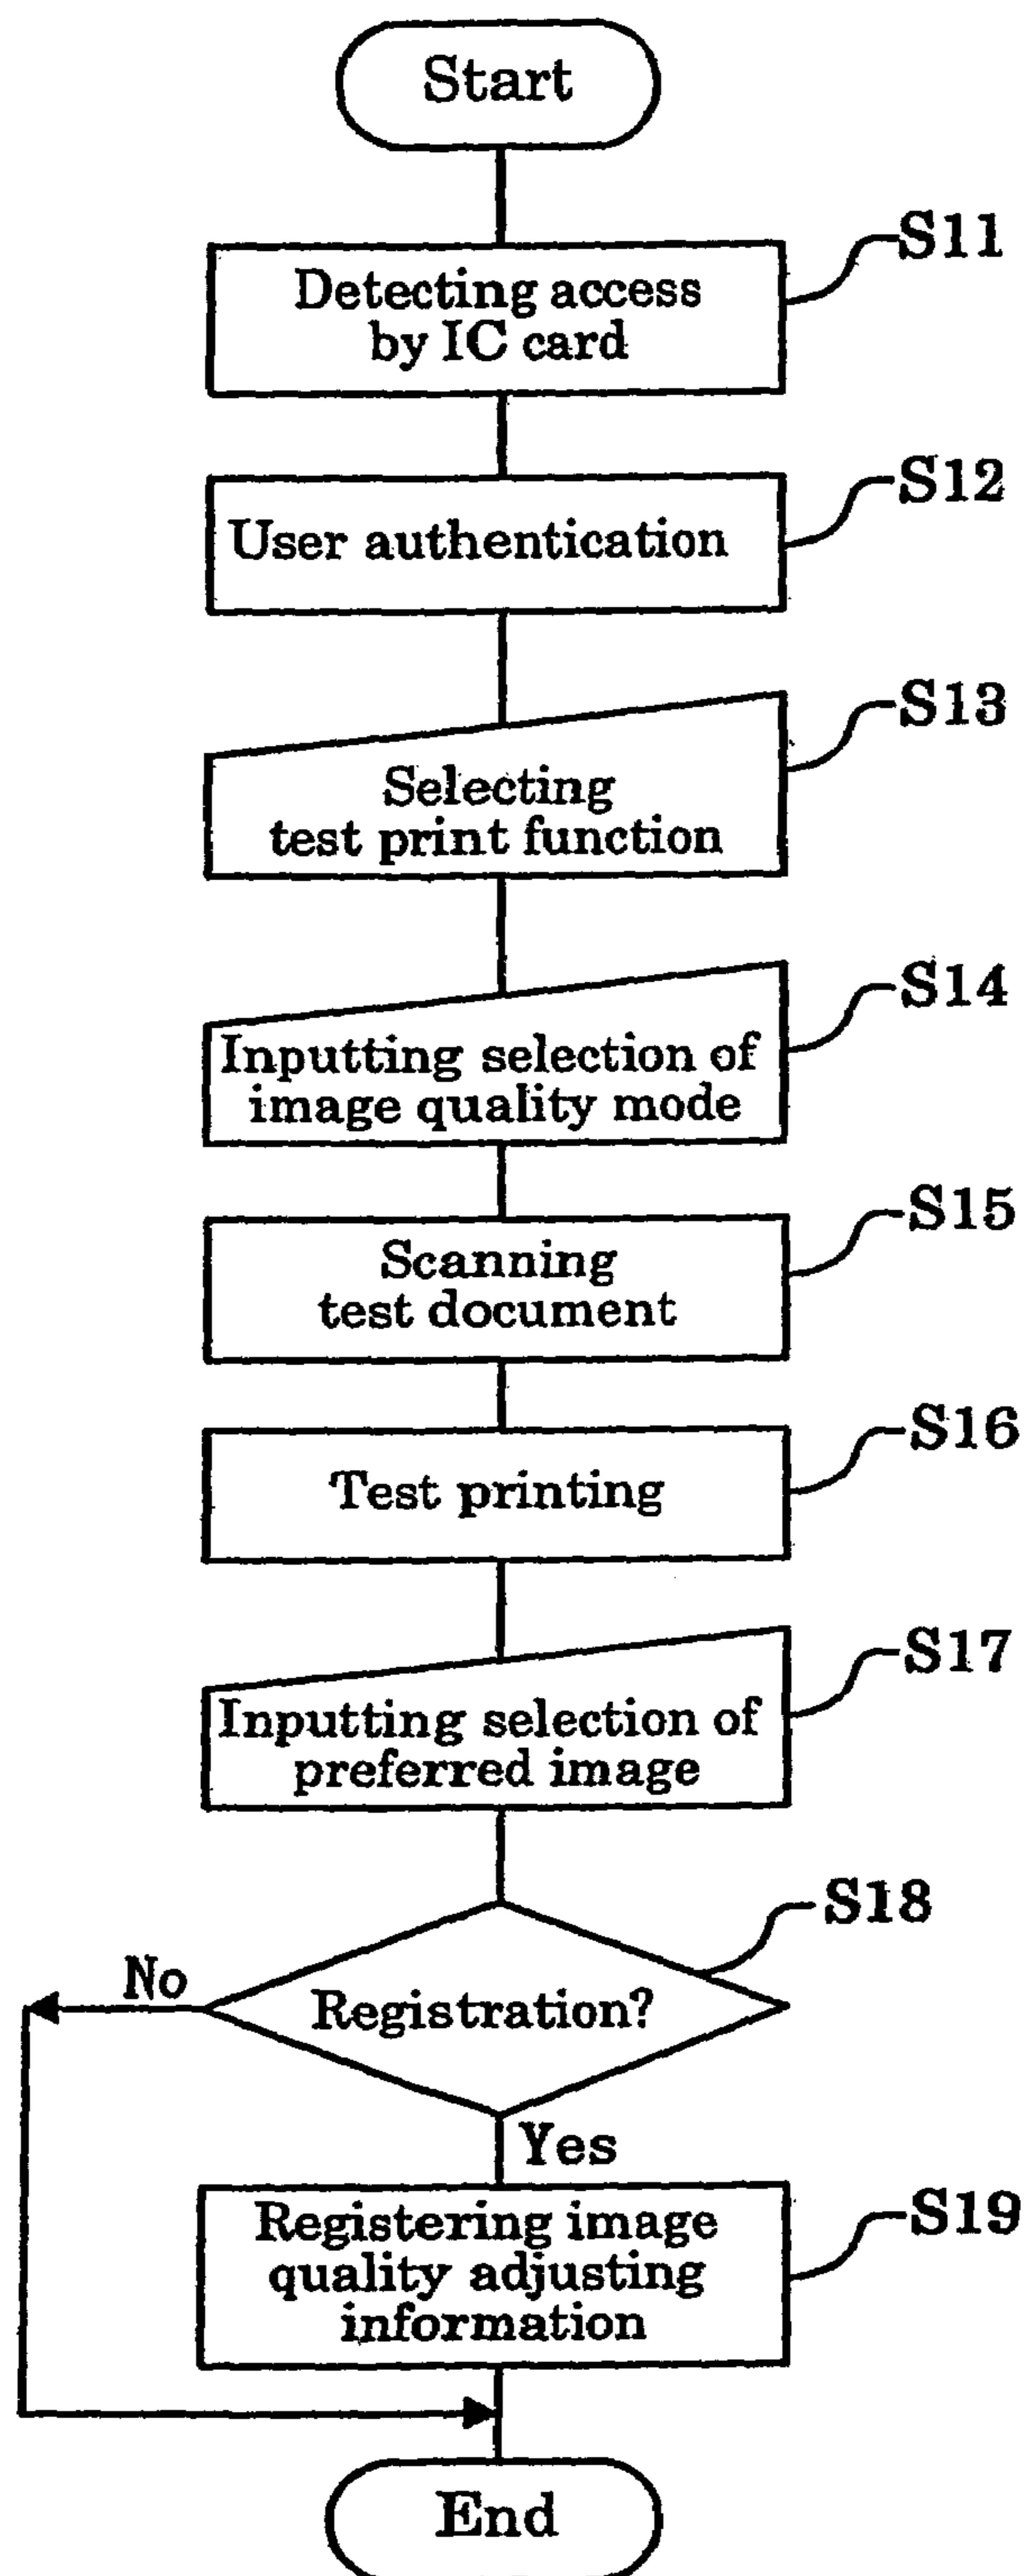 Start
S11
Detecting access
by IC card
S12
User authentication
S13
Selecting
test print function
S14
Inputting selection of
image quality mode
S15
Scanning
test document
S16
Test printing
S17
Inputting selection of
preferred image
S18
No
Registration?
Yes
S19
Registering image
quality adjusting
information
End